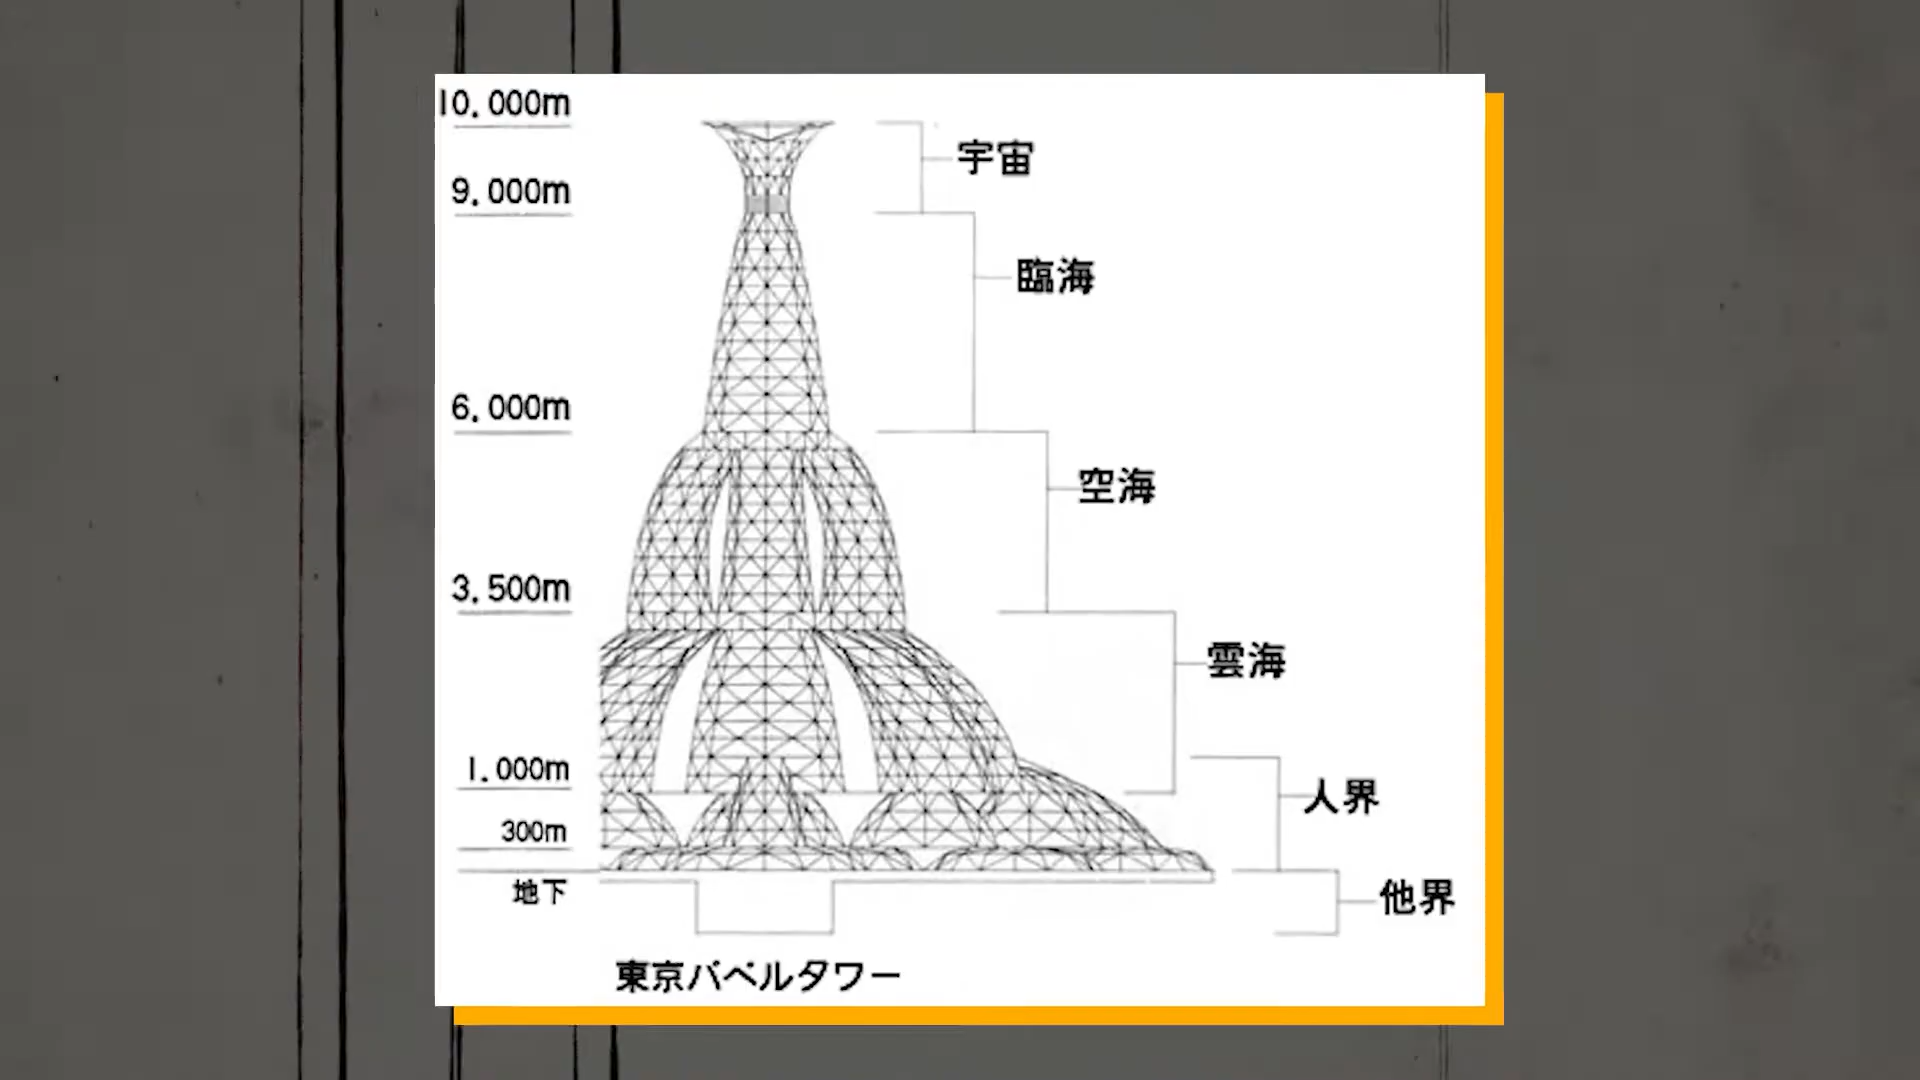 10.000m
宇宙
9.000m
臨海
6.000m
空海
3.500m
雲海
1.000m
人界
300m
地下
他界
東京バベルタワー